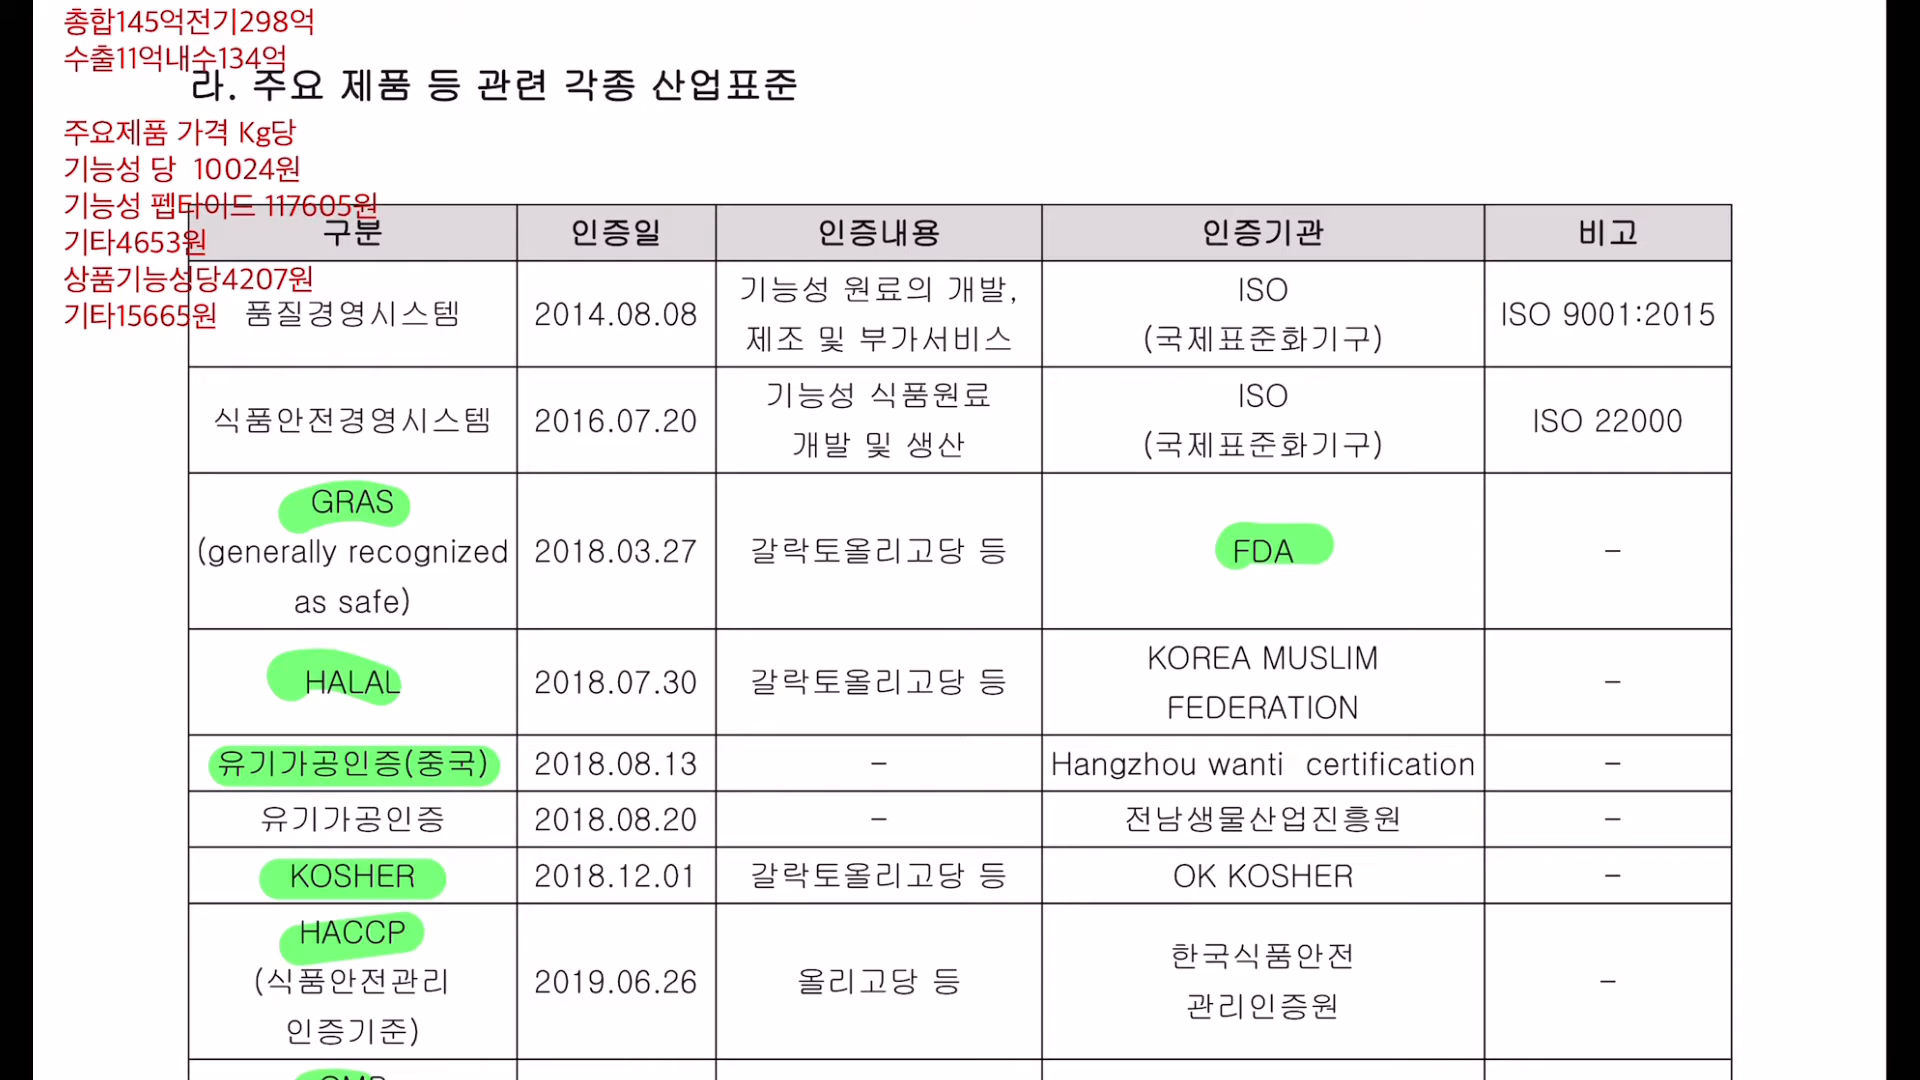 총합145억전기298억
수출11억내수134억
라. 주요 제품 등 관련 각종 산업표준
주요제품 가격 Kg당
기능성 당 10024원
기능성 펩타이드 117605원
기타4653원
상품기능성당4207원
기타15665원
구분 인증일 인증내용 인증기관 비고
품질경영시스템 2014.08.08 기능성 원료의 개발, 제조 및 부가서비스 ISO (국제표준화기구) ISO 9001:2015
식품안전경영시스템 2016.07.20 기능성 식품원료 개발 및 생산 ISO (국제표준화기구) ISO 22000
GRAS (generally recognized as safe) 2018.03.27 갈락토올리고당 등 FDA -
HALAL 2018.07.30 갈락토올리고당 등 KOREA MUSLIM FEDERATION -
유기가공인증(중국) 2018.08.13 - Hangzhou wanti certification -
유기가공인증 2018.08.20 - 전남생물산업진흥원 -
KOSHER 2018.12.01 갈락토올리고당 등 OK KOSHER -
HACCP (식품안전관리 인증기준) 2019.06.26 올리고당 등 한국식품안전 관리인증원 -